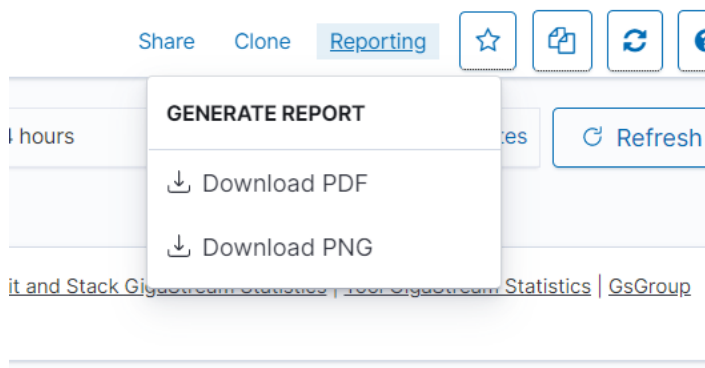 Share Clone Reporting
GENERATE REPORT
hours
Refresh
Download PDF
Download PNG
it and Stack GigaStream Statistics | Tool GigaStream Statistics | GsGroup